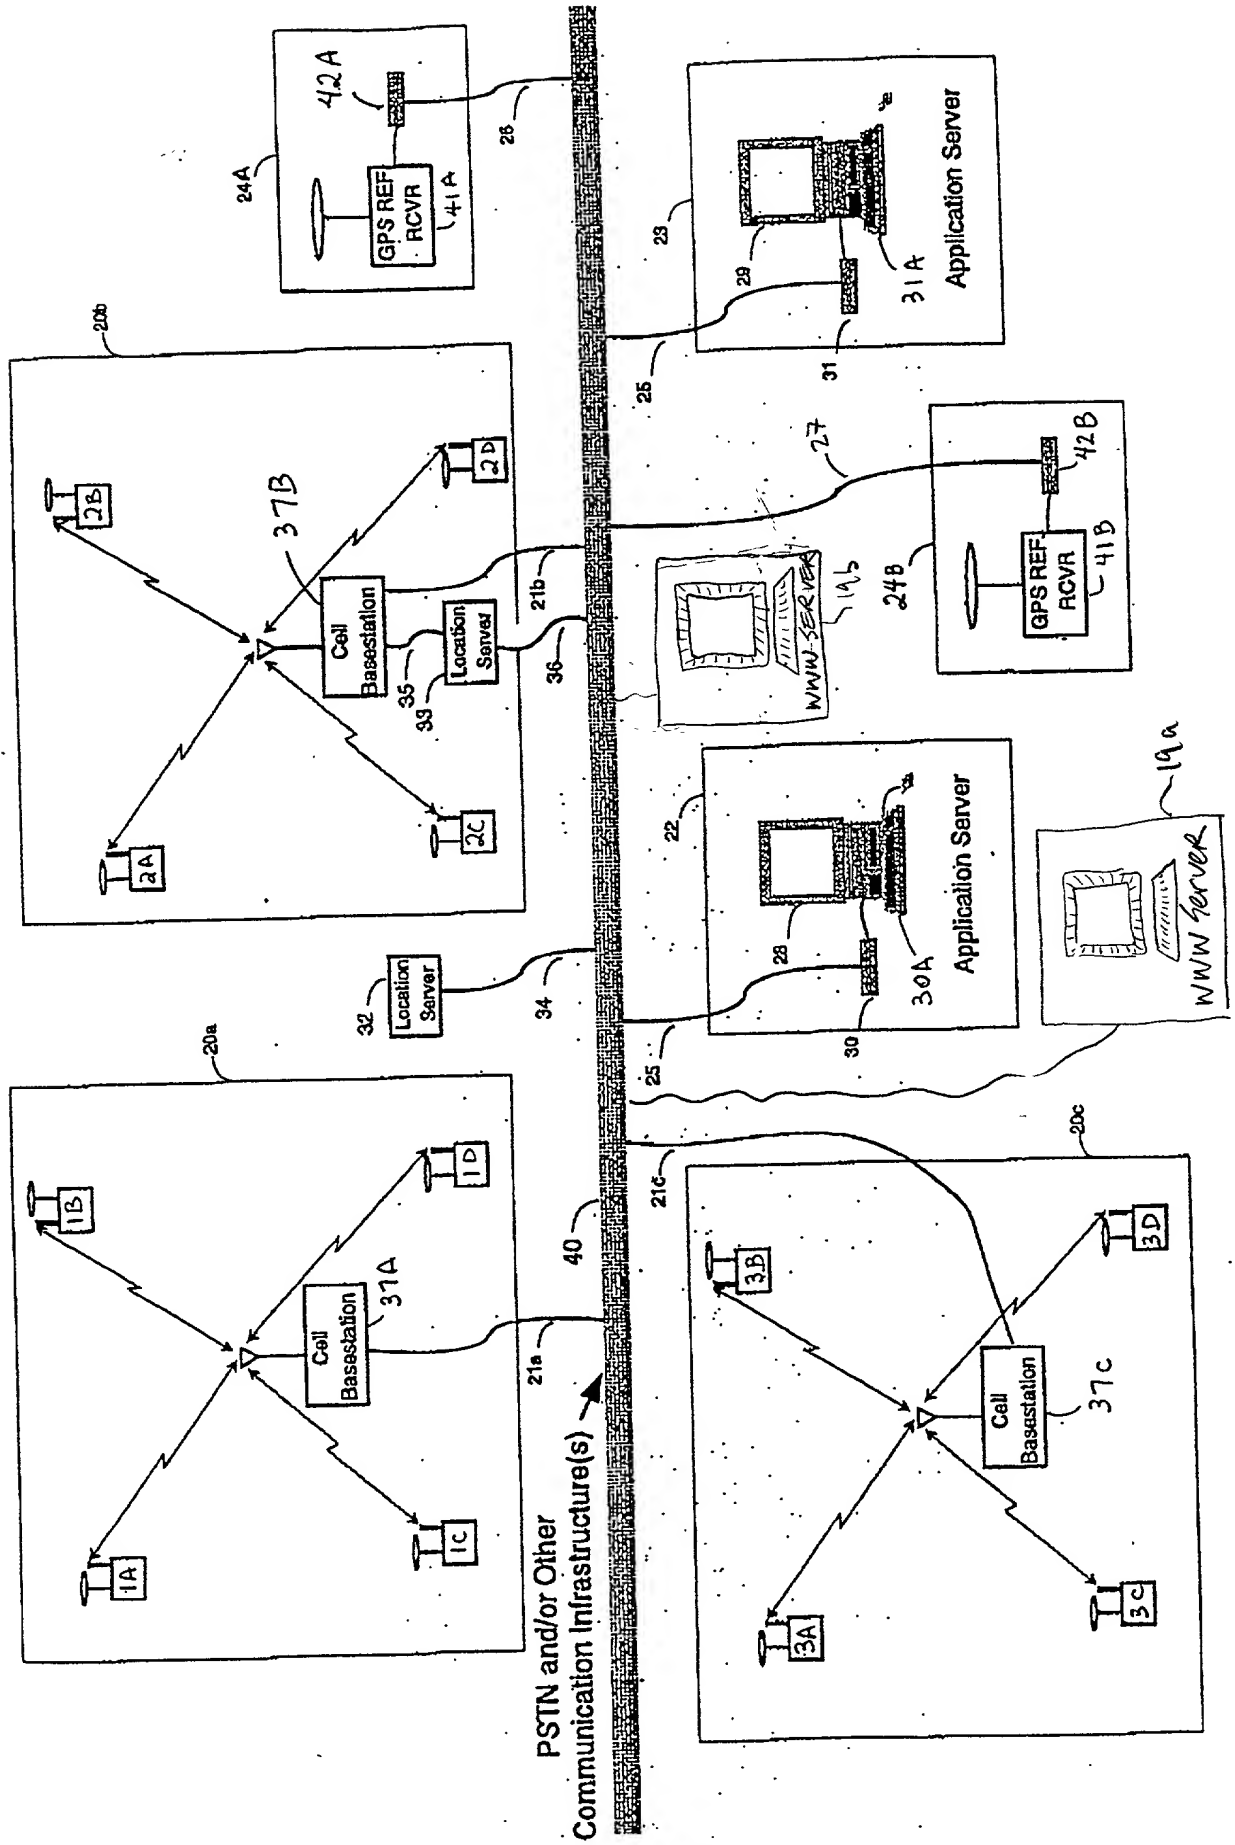 20a
1A
1B
1C
1D
Cell
Basestation
37A
21a
32
Location
Server
34
20b
2A
2B
2C
2D
Cell
Basestation
37B
35
33
Location
Server
36
21b
24A
GPS REF
RCVR
41A
42A
26
PSTN and/or Other
Communication Infrastructure(s)
40
21c
20c
3A
3B
3C
3D
Cell
Basestation
37C
25
22
28
30
30A
Application Server
19a
WWW Server
19b
WWW-SERVER
27
24B
GPS REF
RCVR
41B
42B
25
23
29
31
31A
Application Server